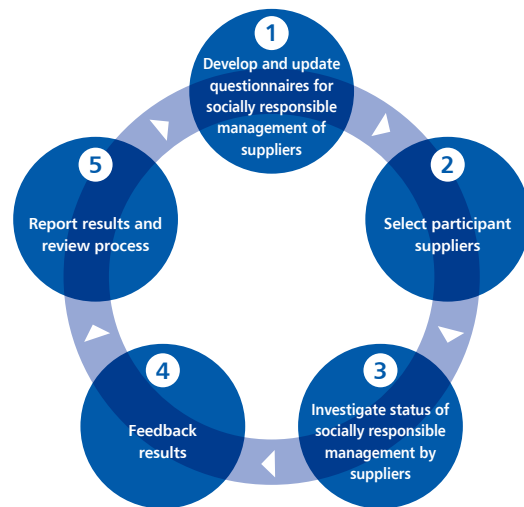 1
Develop and update
questionnaires for
socially responsible
management of
suppliers
2
Select participant
suppliers
3
Investigate status of
socially responsible
management by
suppliers
4
Feedback
results
5
Report results and
review process